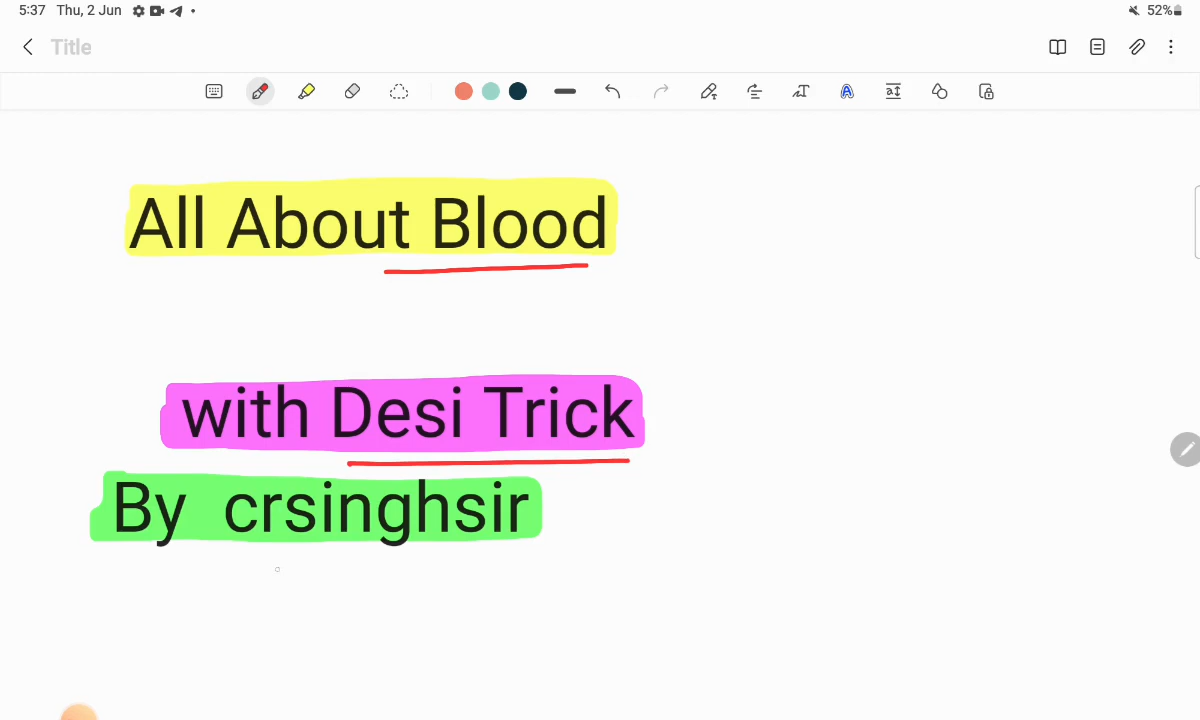 5:37 Thu, 2 Jun 52%
Title
All About Blood
with Desi Trick
By crsinghsir